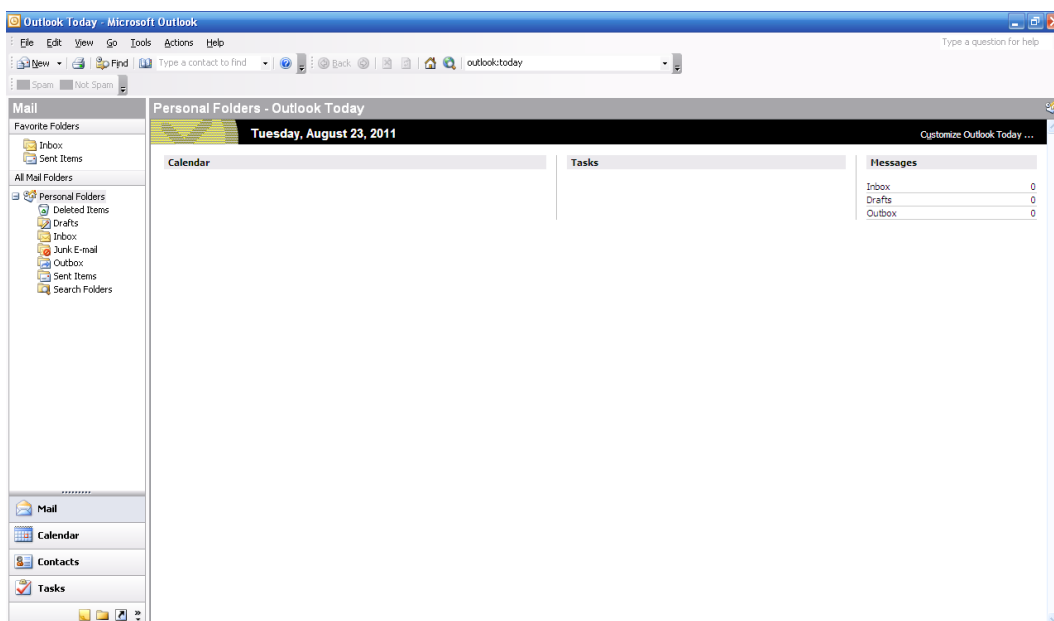 Outlook Today - Microsoft Outlook
File Edit View Go Tools Actions Help
Type a question for help
New Find Type a contact to find Back outlook:today
Spam Not Spam
Mail
Personal Folders - Outlook Today
Favorite Folders
Tuesday, August 23, 2011
Customize Outlook Today ...
Inbox
Sent Items
Calendar
Tasks
Messages
All Mail Folders
Inbox 0
Drafts 0
Outbox 0
Personal Folders
Deleted Items
Drafts
Inbox
Junk E-mail
Outbox
Sent Items
Search Folders
Mail
Calendar
Contacts
Tasks